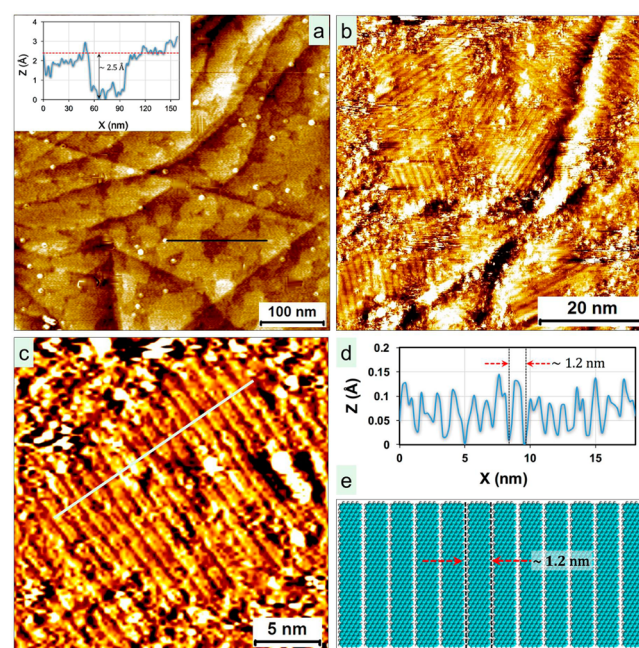 4
3
2
1
0
Z (Å)
~ 2.5 Å
0 30 60 90 120 150
X (nm)
a
100 nm
b
20 nm
c
5 nm
d
0.2
0.15
0.1
0.05
0
Z (Å)
~ 1.2 nm
0 5 10 15
X (nm)
e
~ 1.2 nm